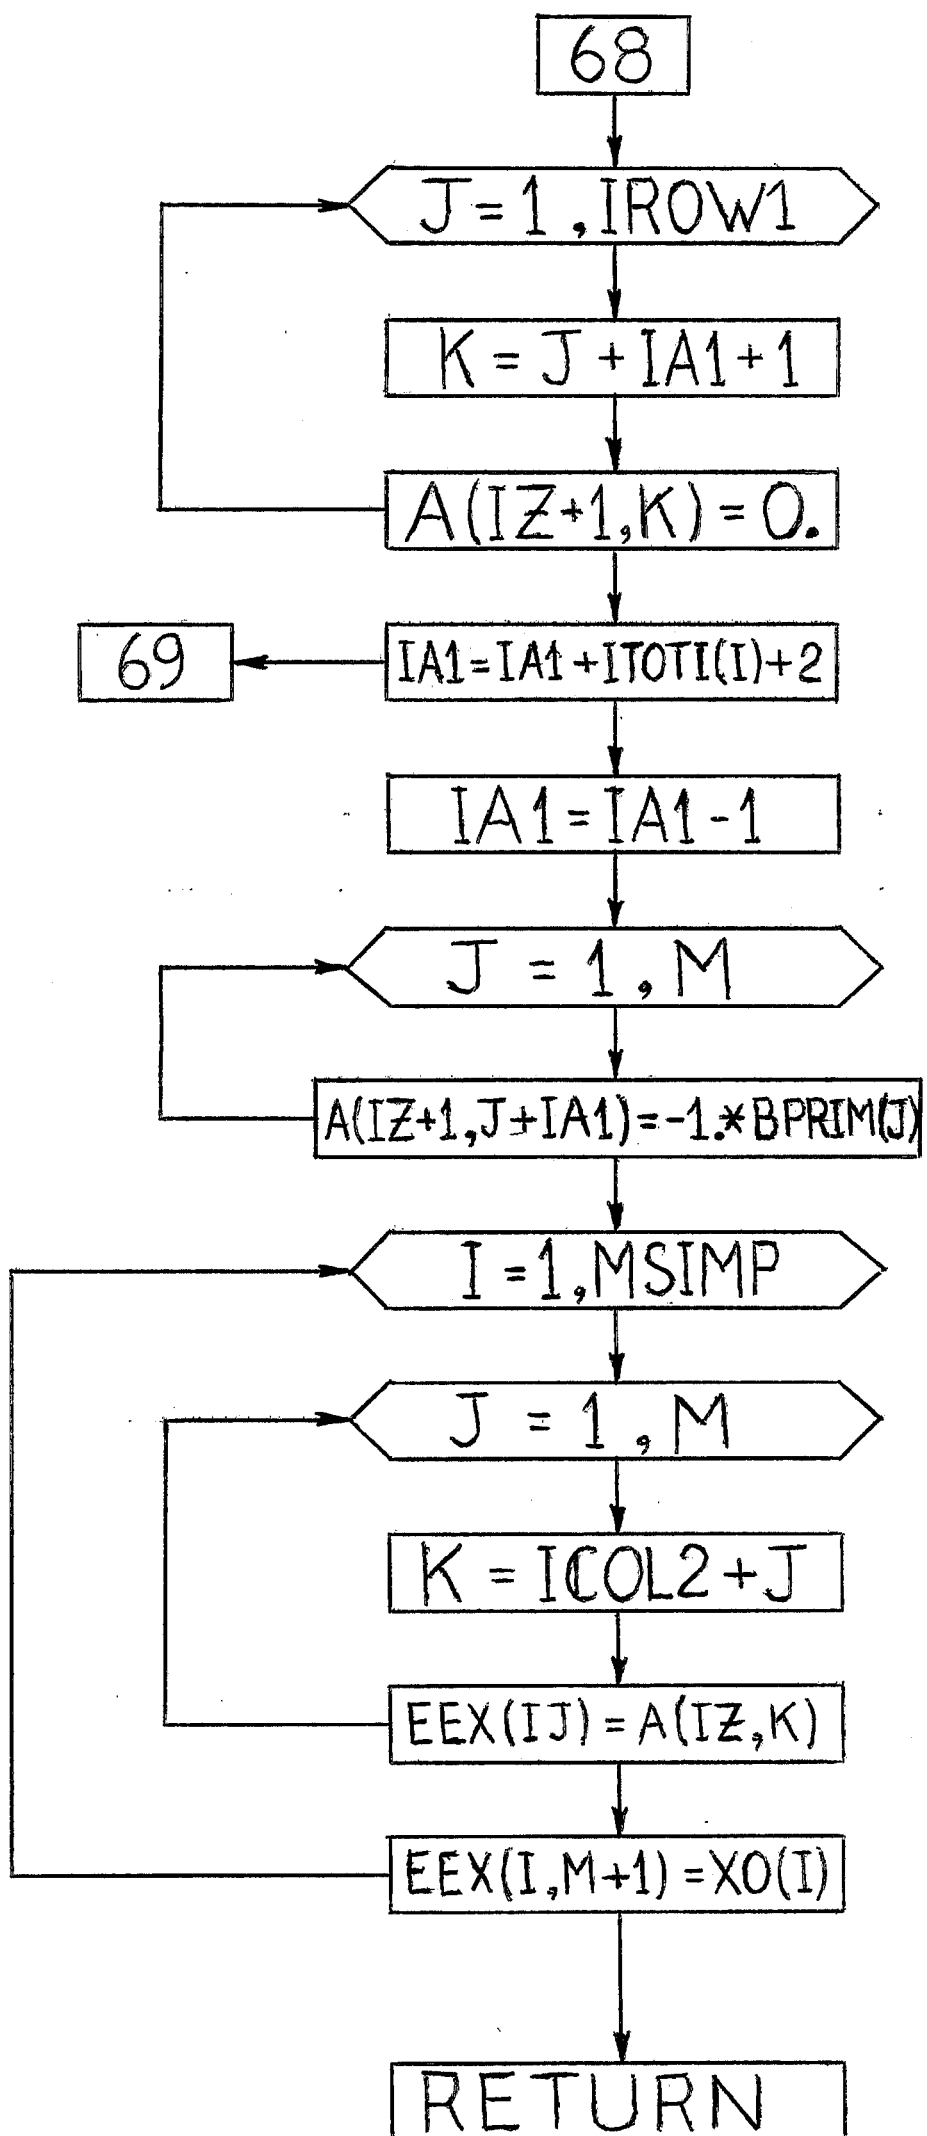 68
J = 1 , IROW1
K = J + IA1 + 1
A(IZ+1,K) = 0.
69
IA1 = IA1 + ITOTI(I) + 2
IA1 = IA1 - 1
J = 1 , M
A(IZ+1,J+IA1) = -1.*BPRIM(J)
I = 1,MSIMP
J = 1 , M
K = ICOL2 + J
EEX(IJ) = A(IZ,K)
EEX(I,M+1) = XO(I)
RETURN